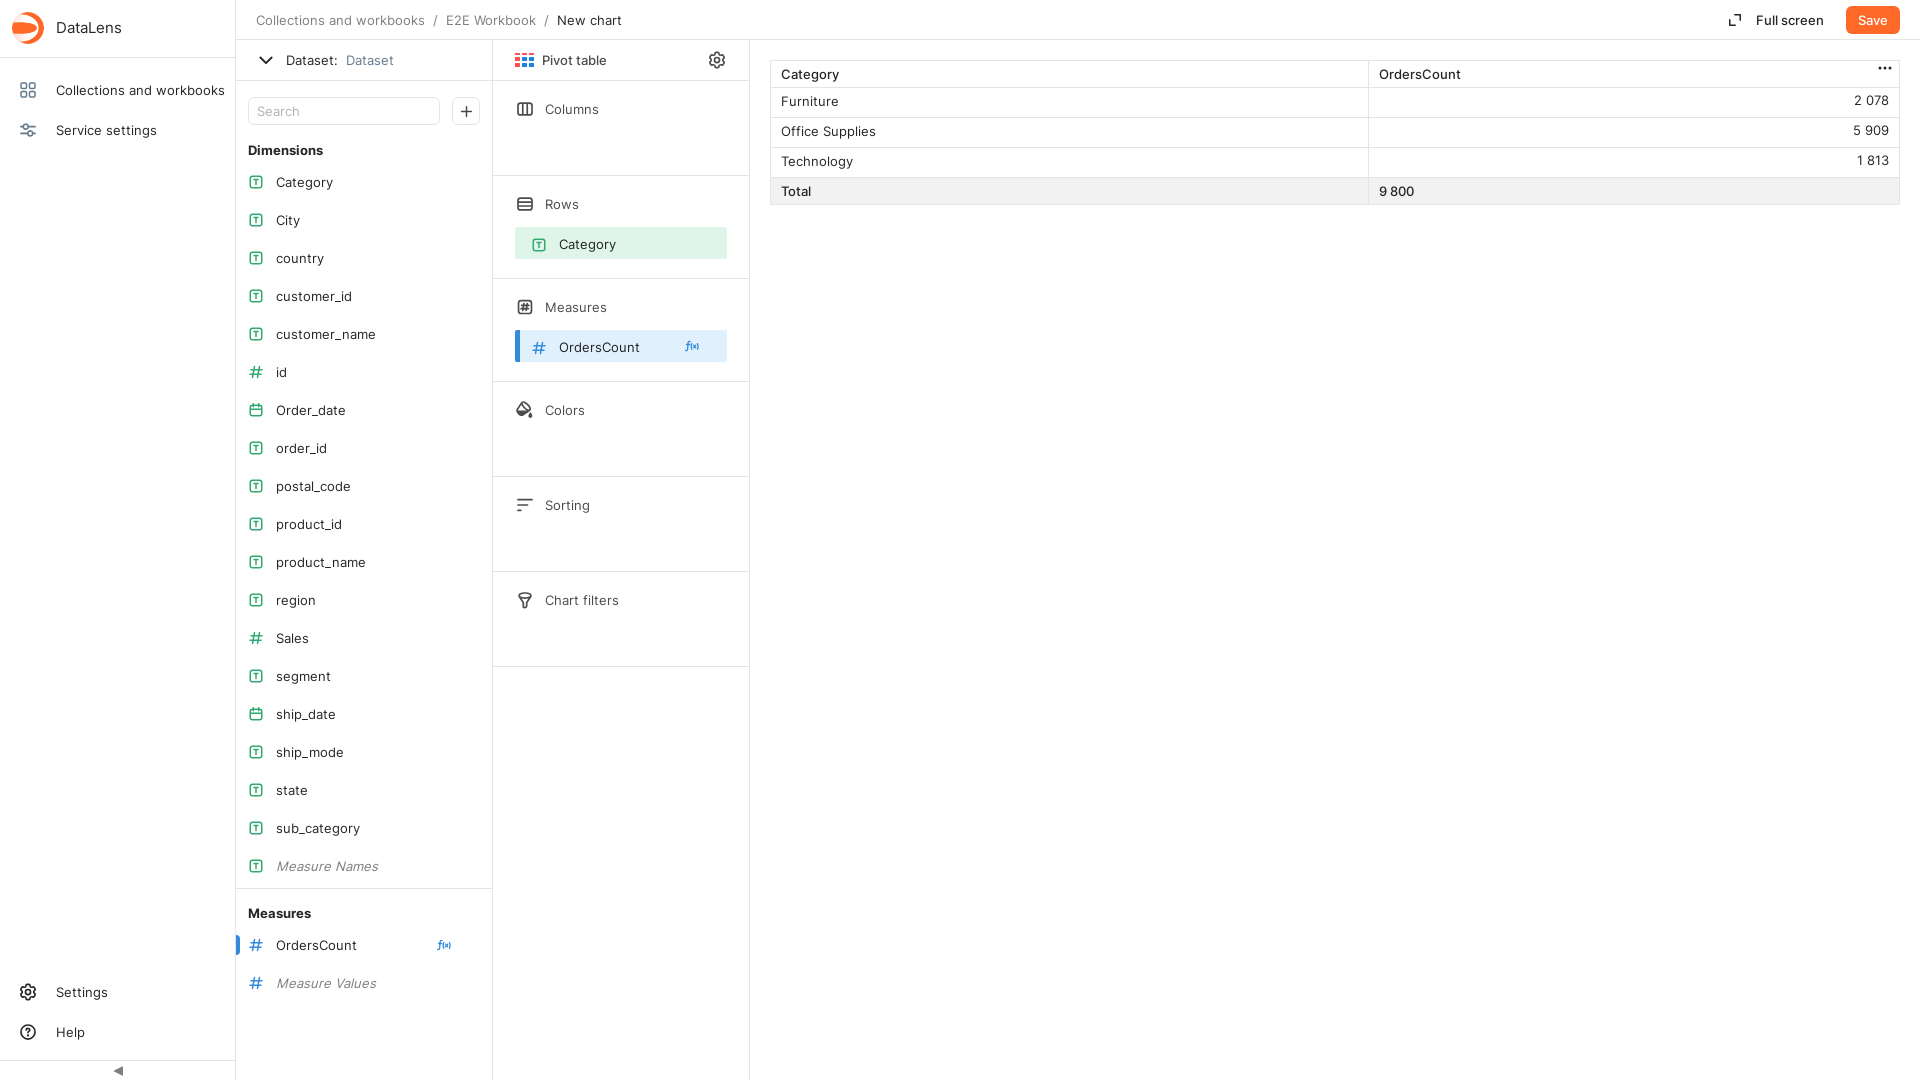 DataLens
Collections and workbooks
Service settings
Settings
Help
Collections and workbooks / E2E Workbook / New chart
Full screen
Save
Dataset: Dataset
Search
Dimensions
Category
City
country
customer_id
customer_name
id
Order_date
order_id
postal_code
product_id
product_name
region
Sales
segment
ship_date
ship_mode
state
sub_category
Measure Names
Measures
OrdersCount
Measure Values
Pivot table
Columns
Rows
Category
Measures
OrdersCount
Colors
Sorting
Chart filters
Category OrdersCount
Furniture 2 078
Office Supplies 5 909
Technology 1 813
Total 9 800